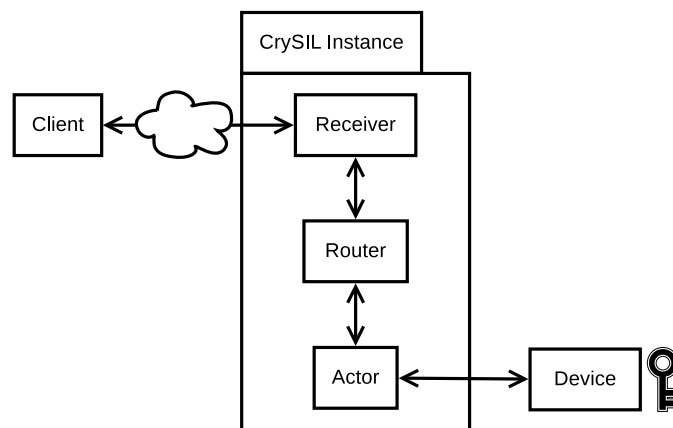 CrySIL Instance
Client
Receiver
Router
Actor
Device